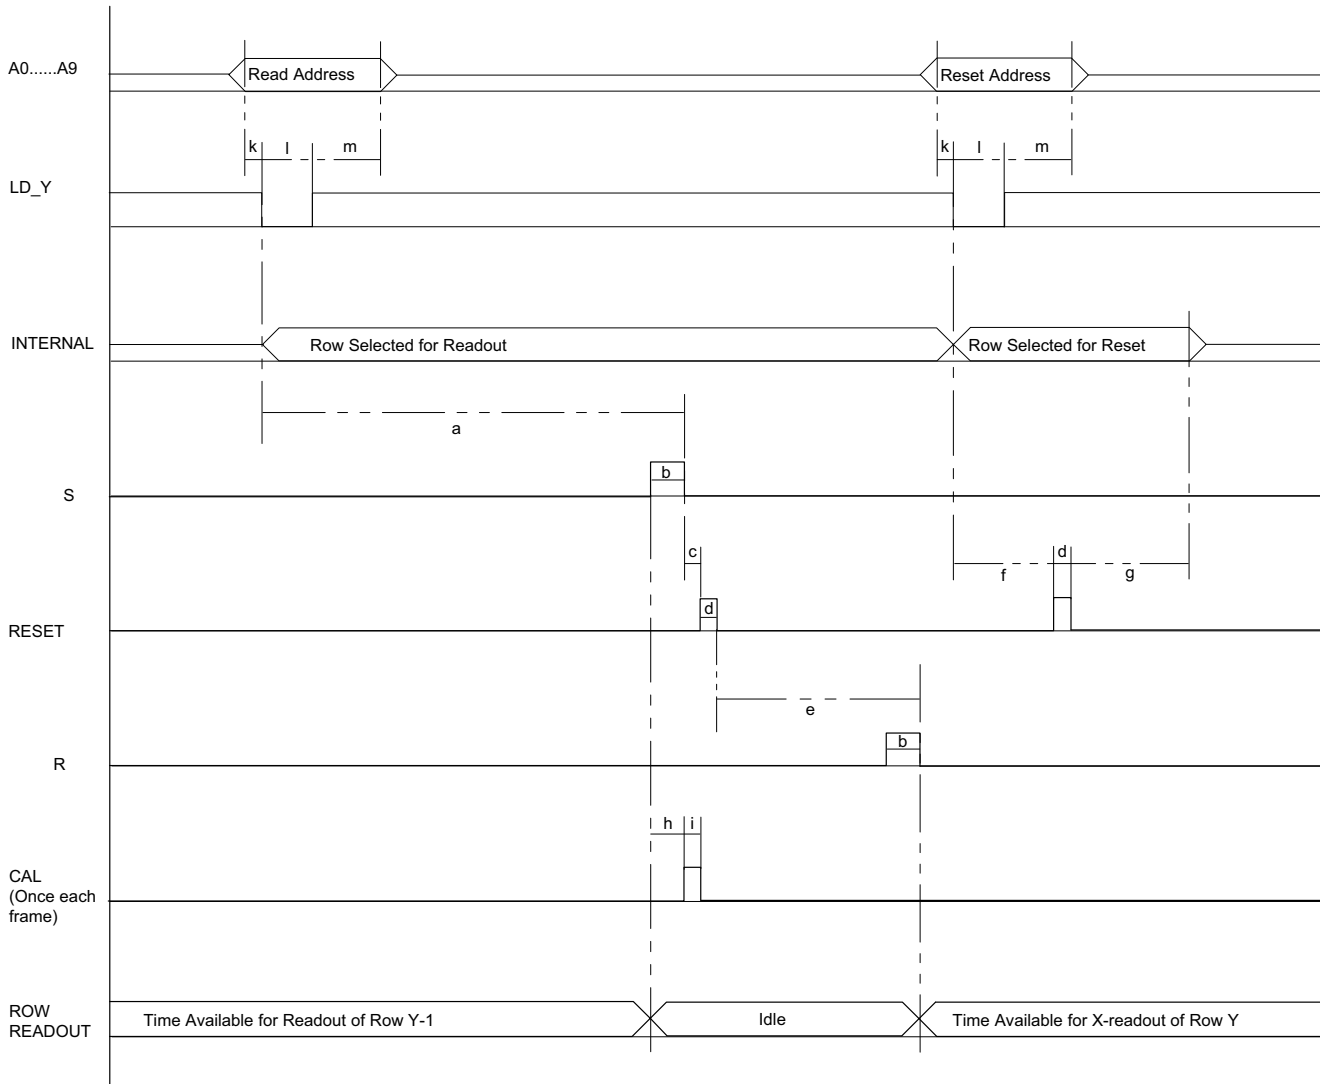 A0......A9
Read Address
Reset Address
k l m
k l m
LD_Y
INTERNAL
Row Selected for Readout
Row Selected for Reset
a
b
S
c
d
f
g
d
RESET
e
b
R
h i
CAL
(Once each
frame)
ROW
READOUT
Time Available for Readout of Row Y-1
Idle
Time Available for X-readout of Row Y